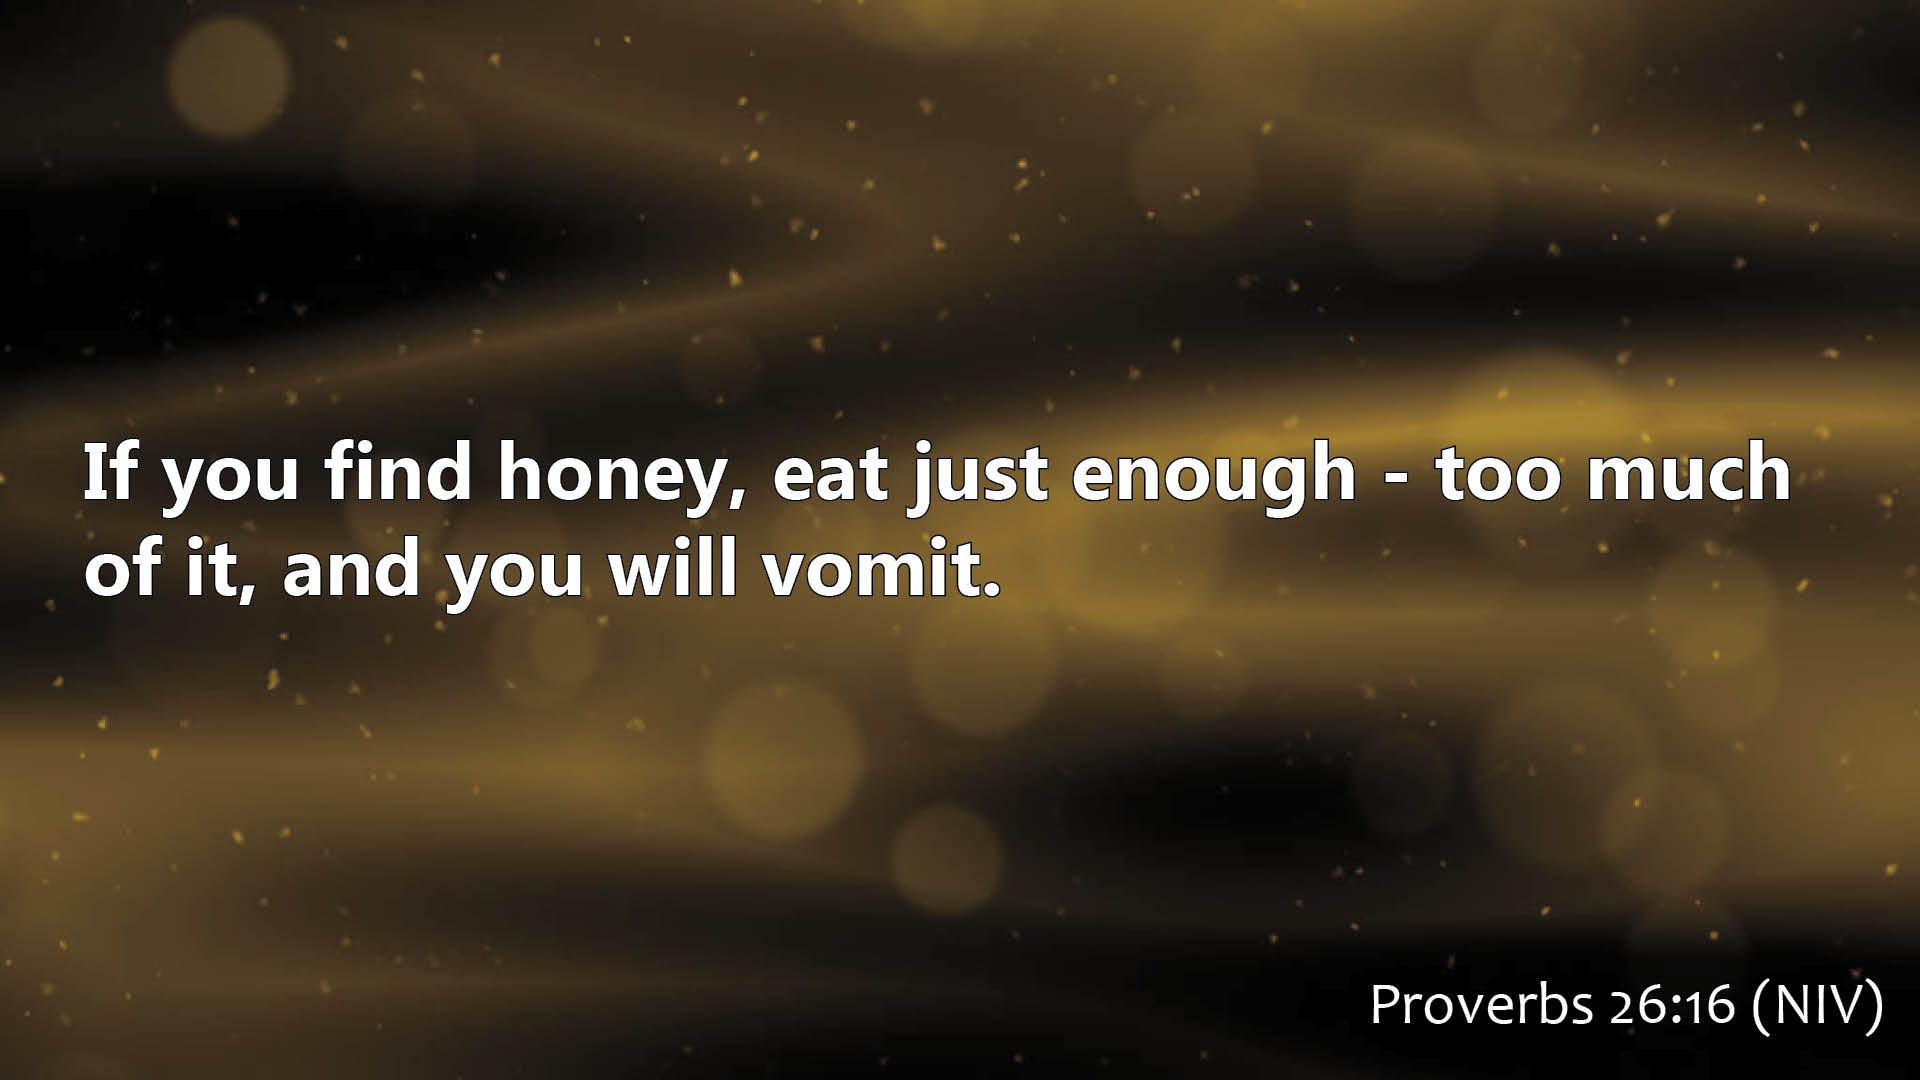 If you find honey, eat just enough - too much
of it, and you will vomit.
Proverbs 26:16 (NIV)